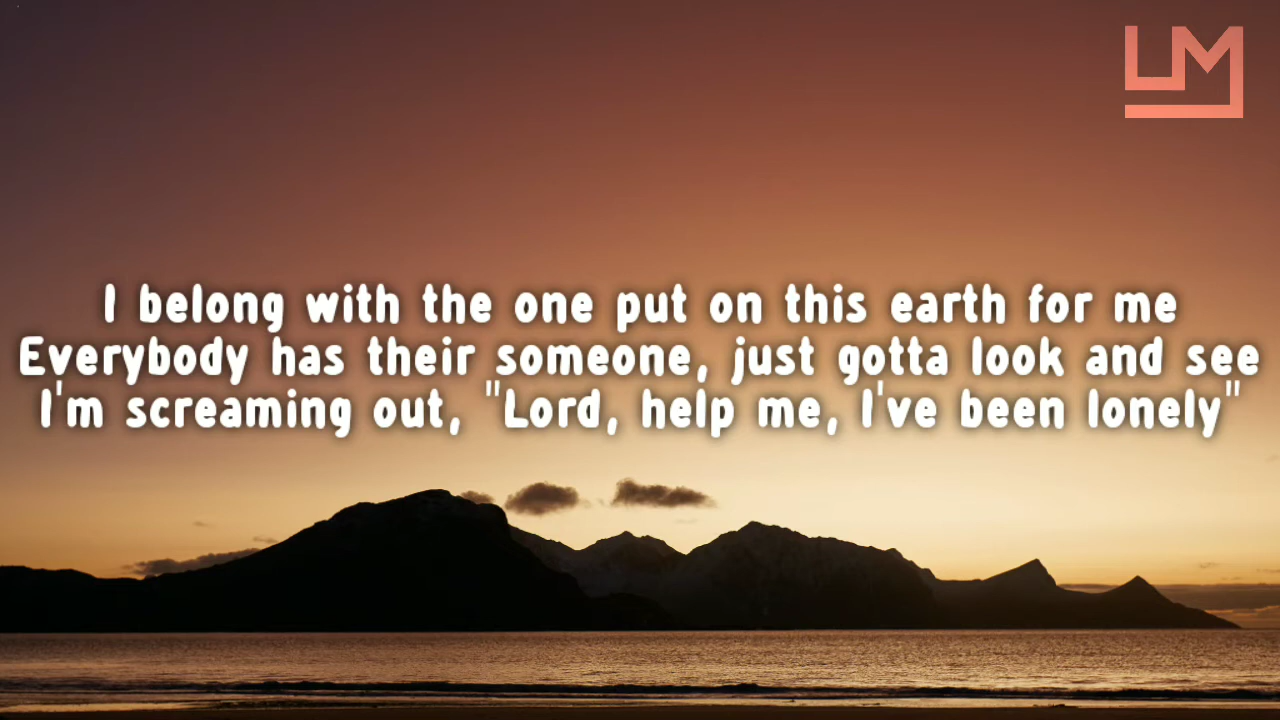 LM
I belong with the one put on this earth for me
Everybody has their someone, just gotta look and see
I'm screaming out, "Lord, help me, I've been lonely"